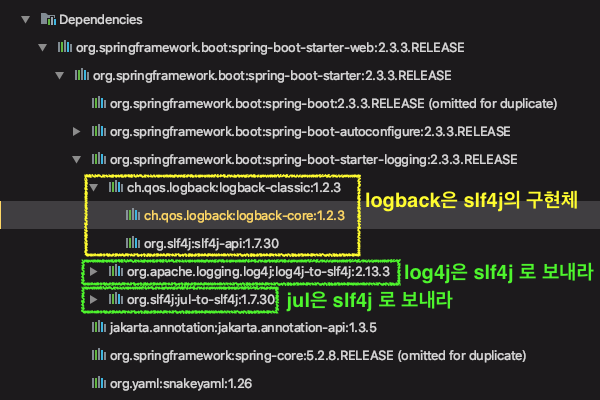 Dependencies
org.springframework.boot:spring-boot-starter-web:2.3.3.RELEASE
org.springframework.boot:spring-boot-starter:2.3.3.RELEASE
org.springframework.boot:spring-boot:2.3.3.RELEASE (omitted for duplicate)
org.springframework.boot:spring-boot-autoconfigure:2.3.3.RELEASE
org.springframework.boot:spring-boot-starter-logging:2.3.3.RELEASE
ch.qos.logback:logback-classic:1.2.3
logback은 slf4j의 구현체
ch.qos.logback:logback-core:1.2.3
org.slf4j:slf4j-api:1.7.30
org.apache.logging.log4j:log4j-to-slf4j:2.13.3 log4j은 slf4j 로 보내라
org.slf4j:jul-to-slf4j:1.7.30 jul은 slf4j 로 보내라
jakarta.annotation:jakarta.annotation-api:1.3.5
org.springframework:spring-core:5.2.8.RELEASE (omitted for duplicate)
org.yaml:snakeyaml:1.26